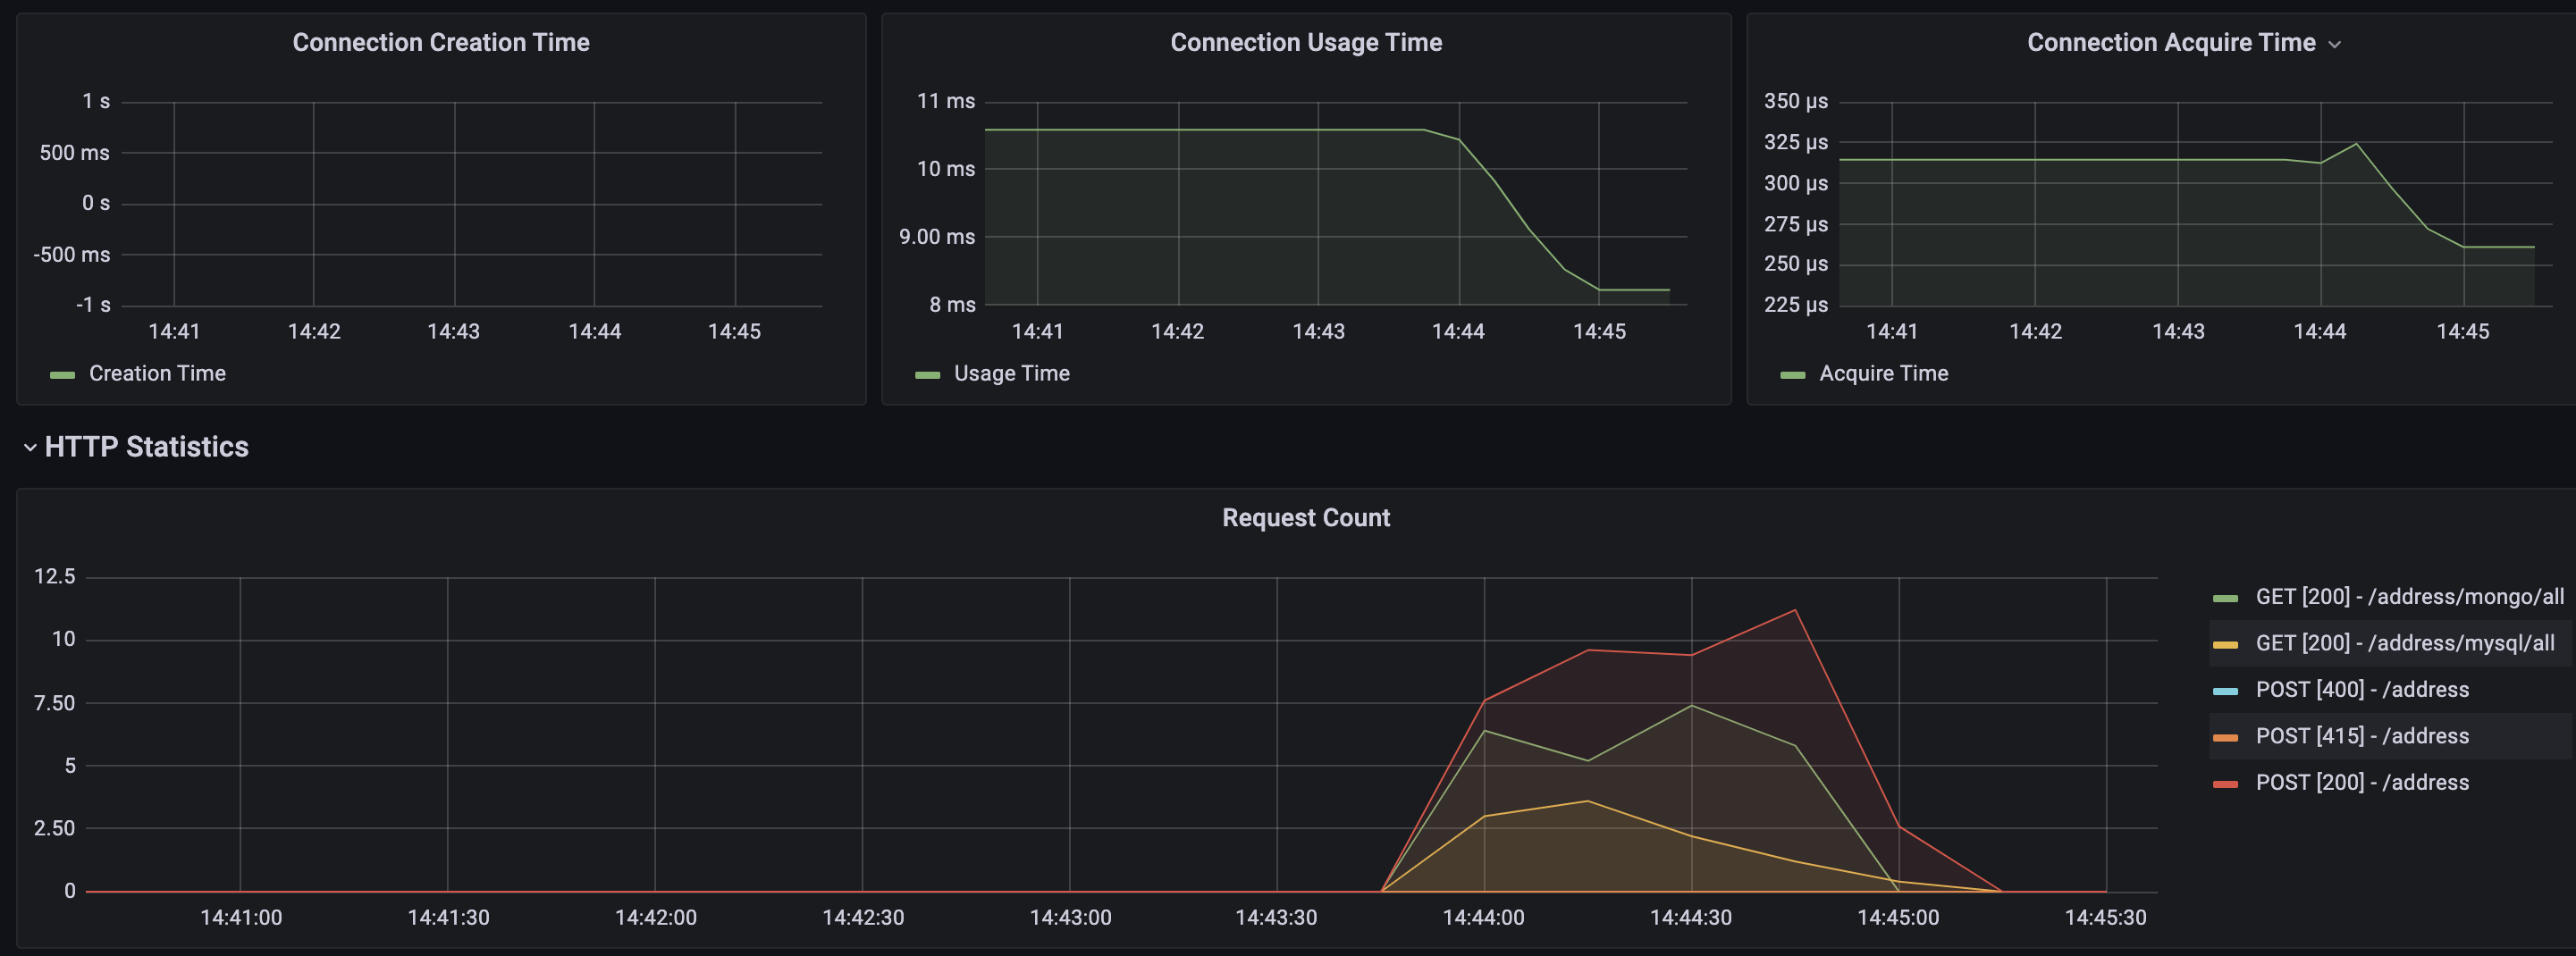 Connection Creation Time
1 s
500 ms
0 s
-500 ms
-1 s
14:41 14:42 14:43 14:44 14:45
Creation Time
Connection Usage Time
11 ms
10 ms
9.00 ms
8 ms
14:41 14:42 14:43 14:44 14:45
Usage Time
Connection Acquire Time
350 µs
325 µs
300 µs
275 µs
250 µs
225 µs
14:41 14:42 14:43 14:44 14:45
Acquire Time
HTTP Statistics
Request Count
12.5
10
7.50
5
2.50
0
14:41:00 14:41:30 14:42:00 14:42:30 14:43:00 14:43:30 14:44:00 14:44:30 14:45:00 14:45:30
GET [200] - /address/mongo/all
GET [200] - /address/mysql/all
POST [400] - /address
POST [415] - /address
POST [200] - /address